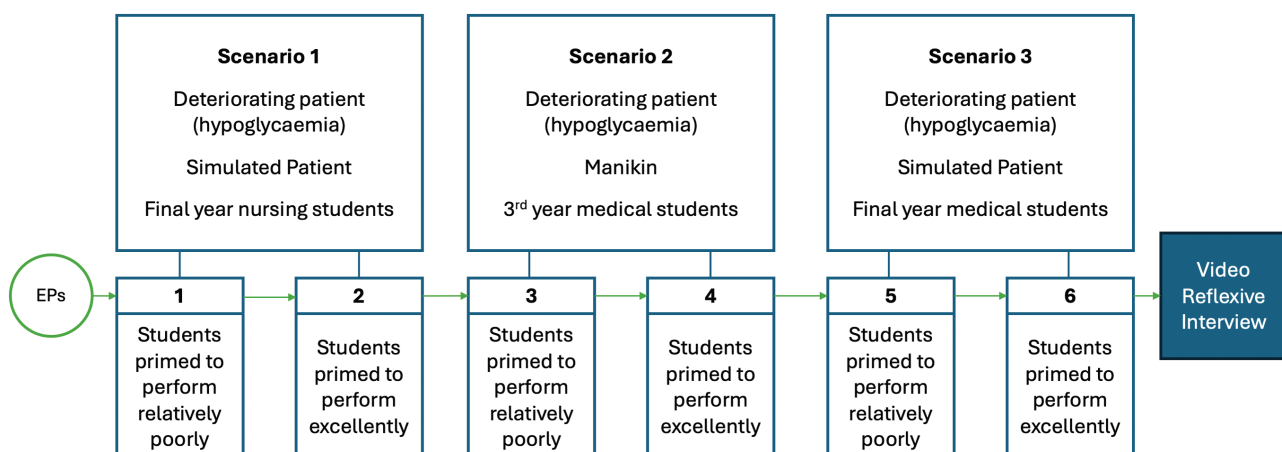 Scenario 1
Deteriorating patient
(hypoglycaemia)
Simulated Patient
Final year nursing students
Scenario 2
Deteriorating patient
(hypoglycaemia)
Manikin
3rd year medical students
Scenario 3
Deteriorating patient
(hypoglycaemia)
Simulated Patient
Final year medical students
EPs
1
Students
primed to
perform
relatively
poorly
2
Students
primed to
perform
excellently
3
Students
primed to
perform
relatively
poorly
4
Students
primed to
perform
excellently
5
Students
primed to
perform
relatively
poorly
6
Students
primed to
perform
excellently
Video
Reflexive
Interview